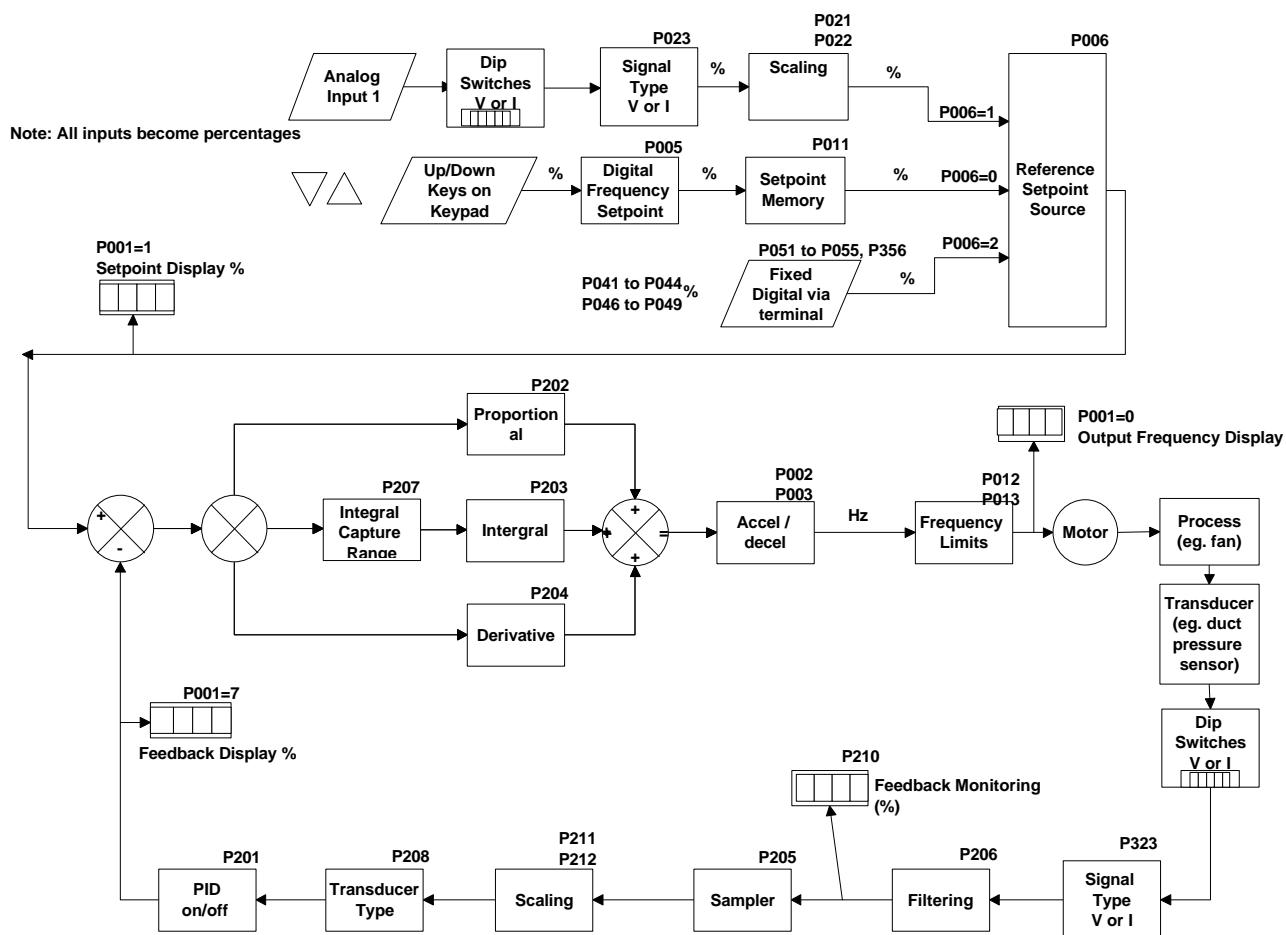 P021
P022
P023
P006
Analog
Input 1
Dip
Switches
V or I
Signal
Type
V or I
%
Scaling
%
P006=1
Note: All inputs become percentages
P005
P011
Up/Down
Keys on
Keypad
%
Digital
Frequency
Setpoint
%
Setpoint
Memory
%
P006=0
Reference
Setpoint
Source
P001=1
Setpoint Display %
P051 to P055, P356
P006=2
P041 to P044
P046 to P049
%
Fixed
Digital via
terminal
%
P202
Proportion
al
P001=0
Output Frequency Display
P207
P203
P002
P003
P012
P013
+
-
Integral
Capture
Range
Intergral
+
+
+
=
Accel /
decel
Hz
Frequency
Limits
Motor
Process
(eg. fan)
P204
Derivative
Transducer
(eg. duct
pressure
sensor)
P001=7
Feedback Display %
Dip
Switches
V or I
P210
Feedback Monitoring
(%)
P201
P208
P211
P212
P205
P206
P323
PID
on/off
Transducer
Type
Scaling
Sampler
Filtering
Signal
Type
V or I